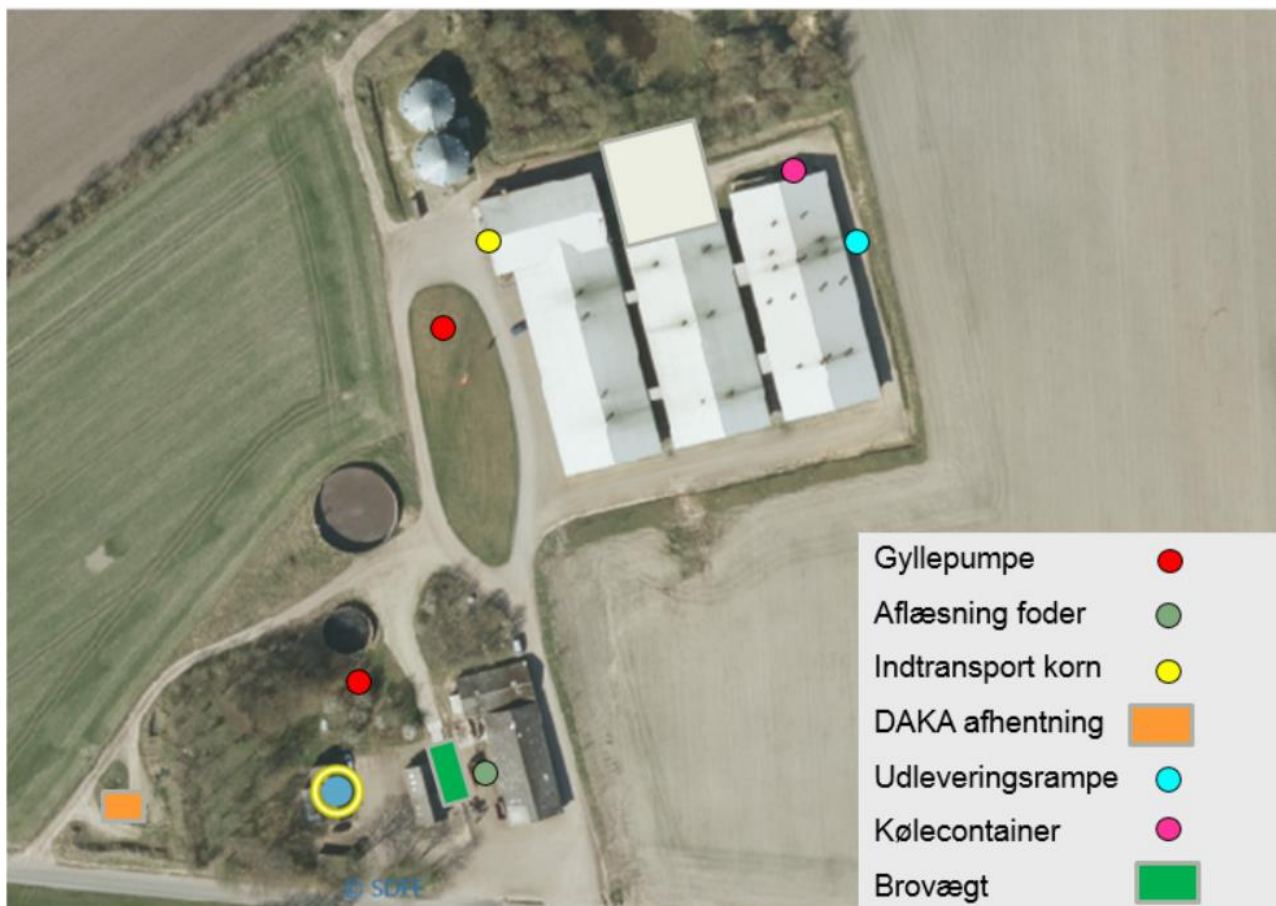 Gyllepumpe
Aflæsning foder
Indtransport korn
DAKA afhentning
Udleveringsrampe
Kølecontainer
Brovægt
© SDFE